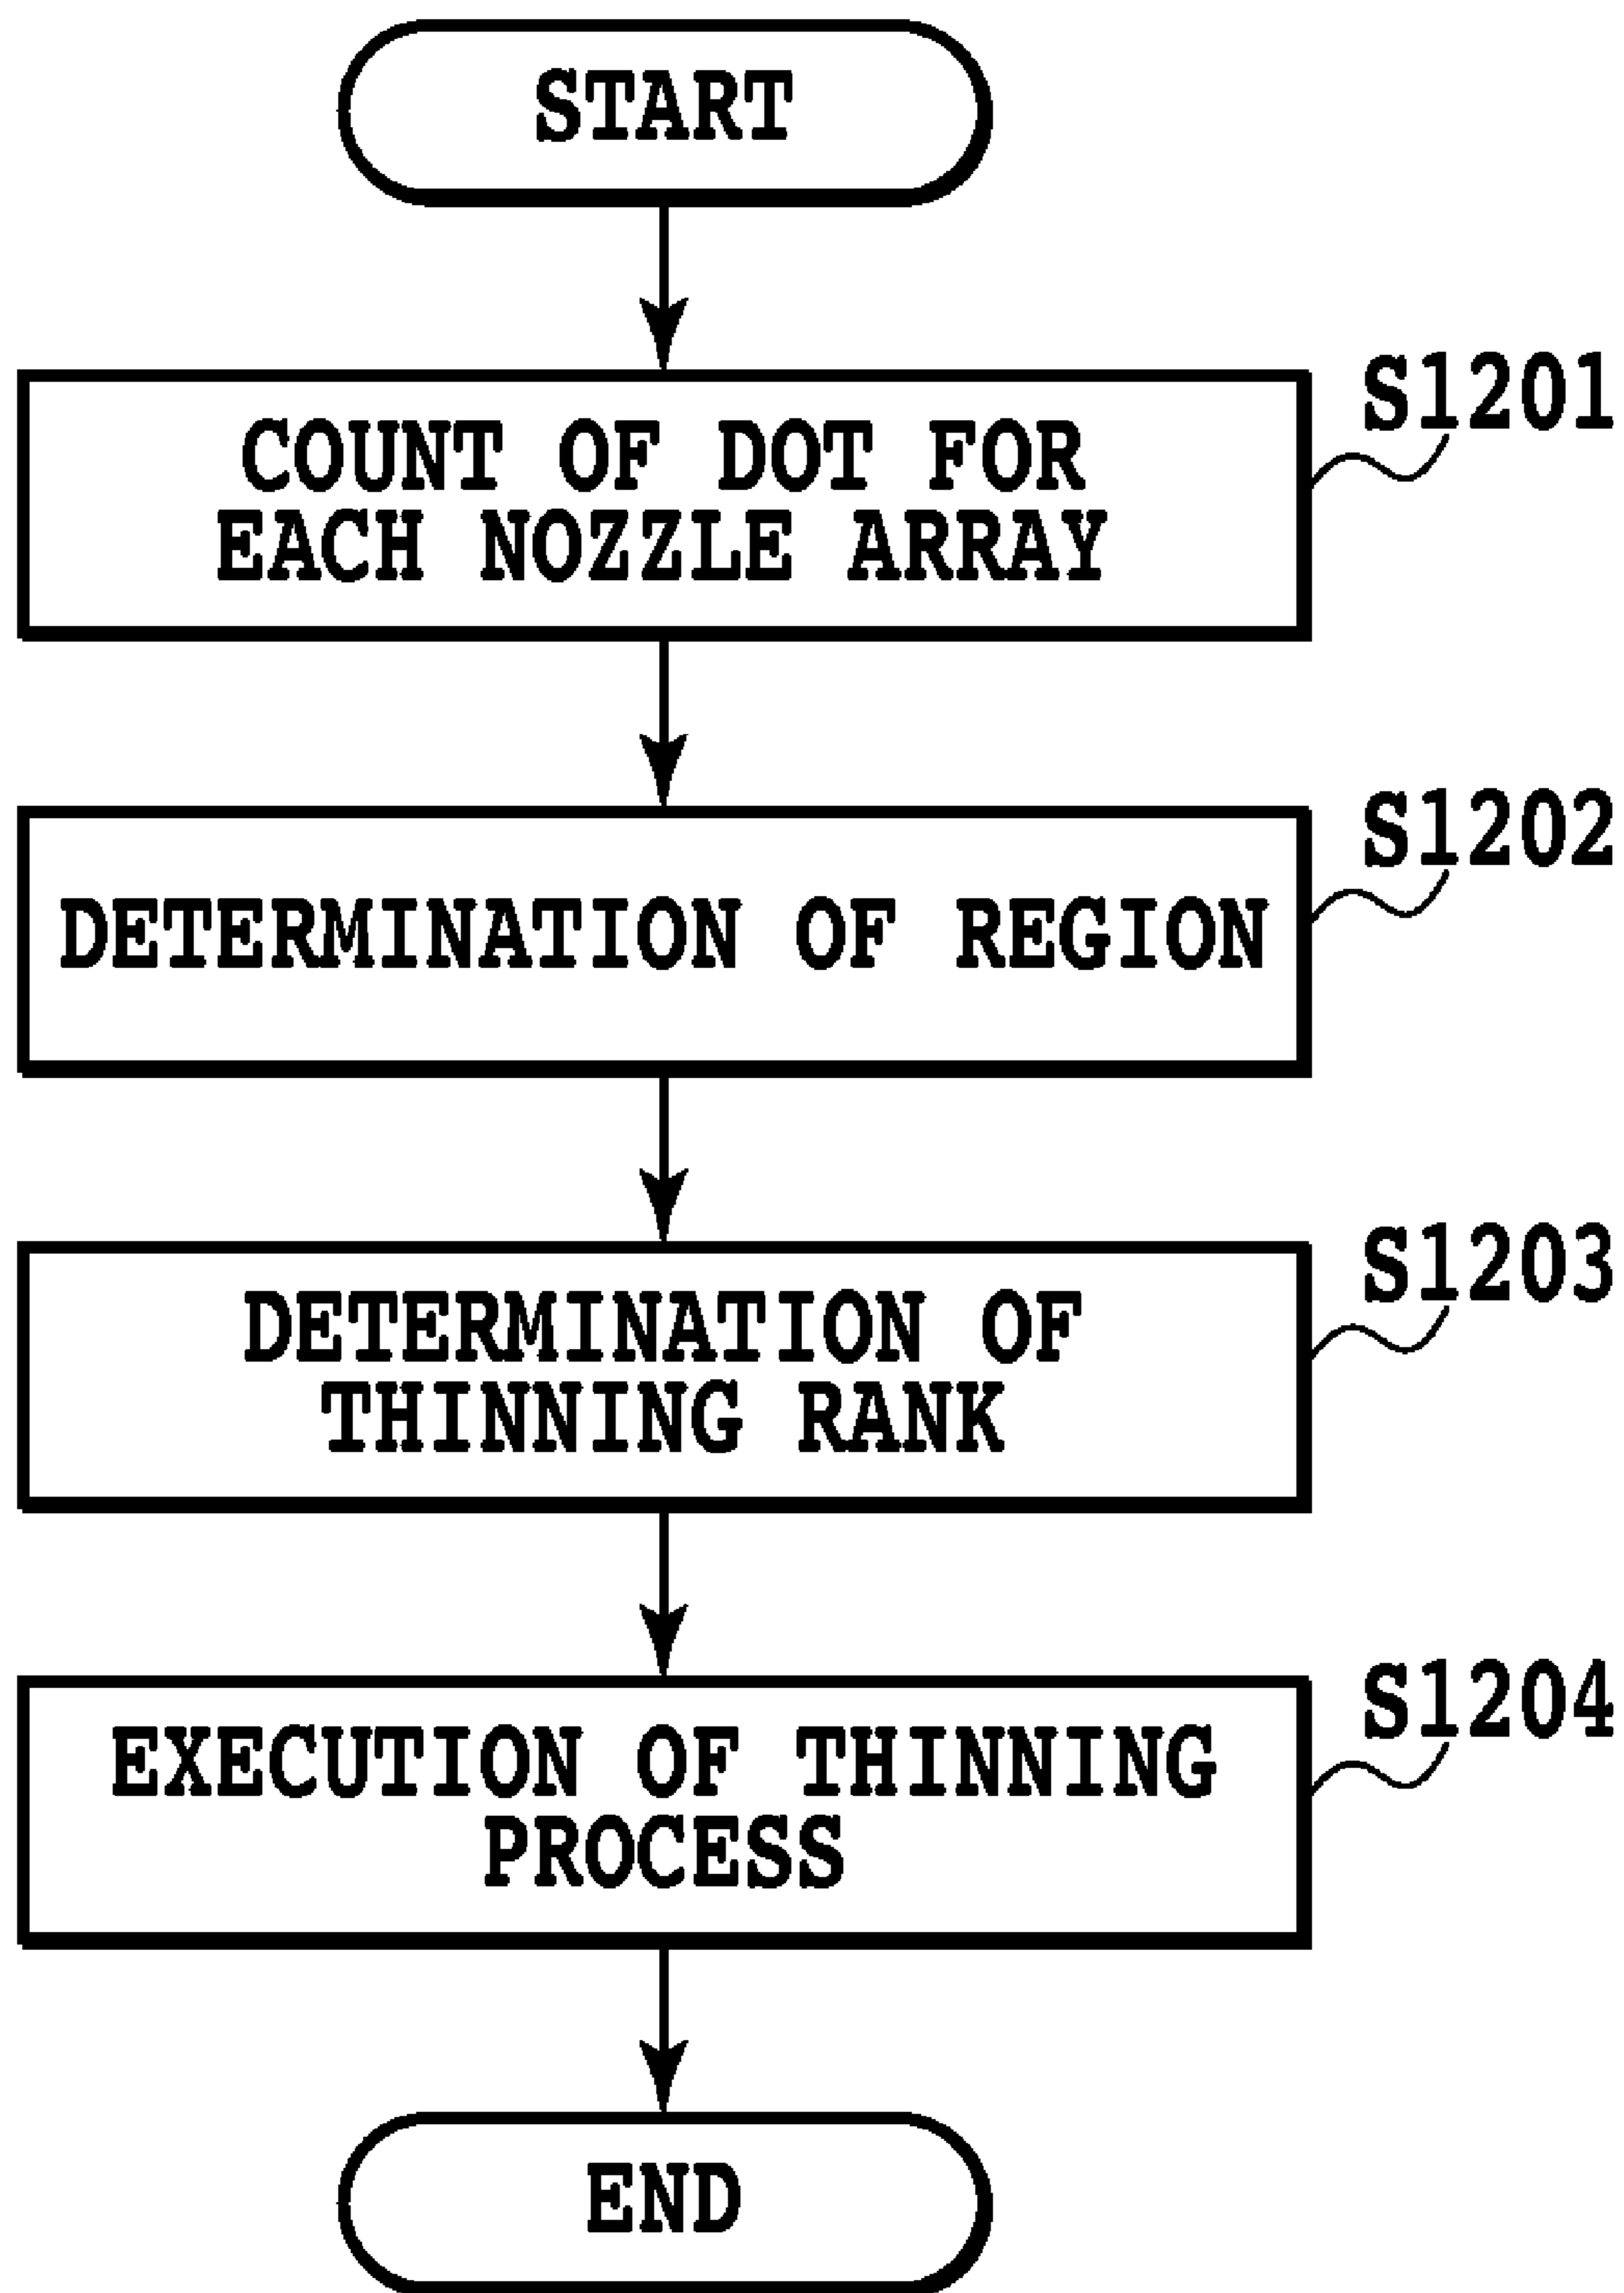 START
S1201
COUNT OF DOT FOR
EACH NOZZLE ARRAY
S1202
DETERMINATION OF REGION
S1203
DETERMINATION OF
THINNING RANK
S1204
EXECUTION OF THINNING
PROCESS
END